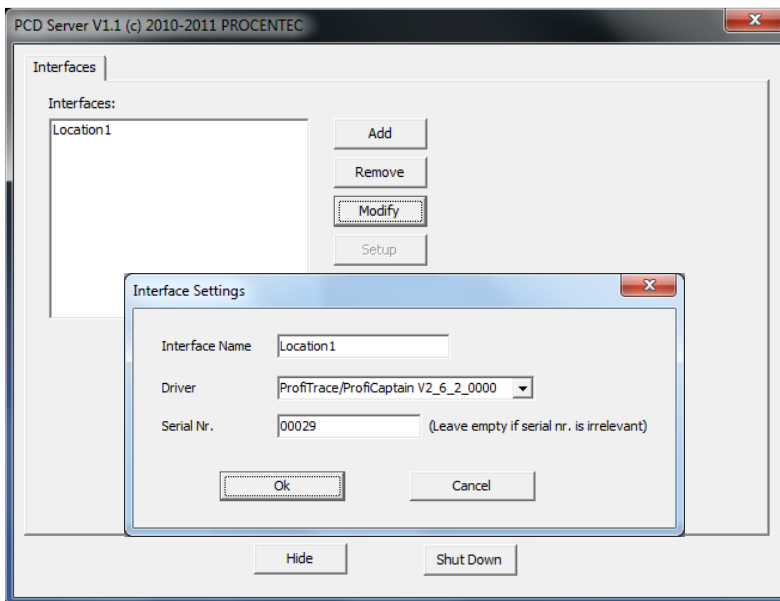 PCD Server V1.1 (c) 2010-2011 PROCENTEC
Interfaces
Interfaces:
Location1
Add
Remove
Modify
Setup
Interface Settings
Interface Name Location1
Driver ProfiTrace/ProfiCaptain V2_6_2_0000
Serial Nr. 00029 (Leave empty if serial nr. is irrelevant)
Ok Cancel
Hide Shut Down